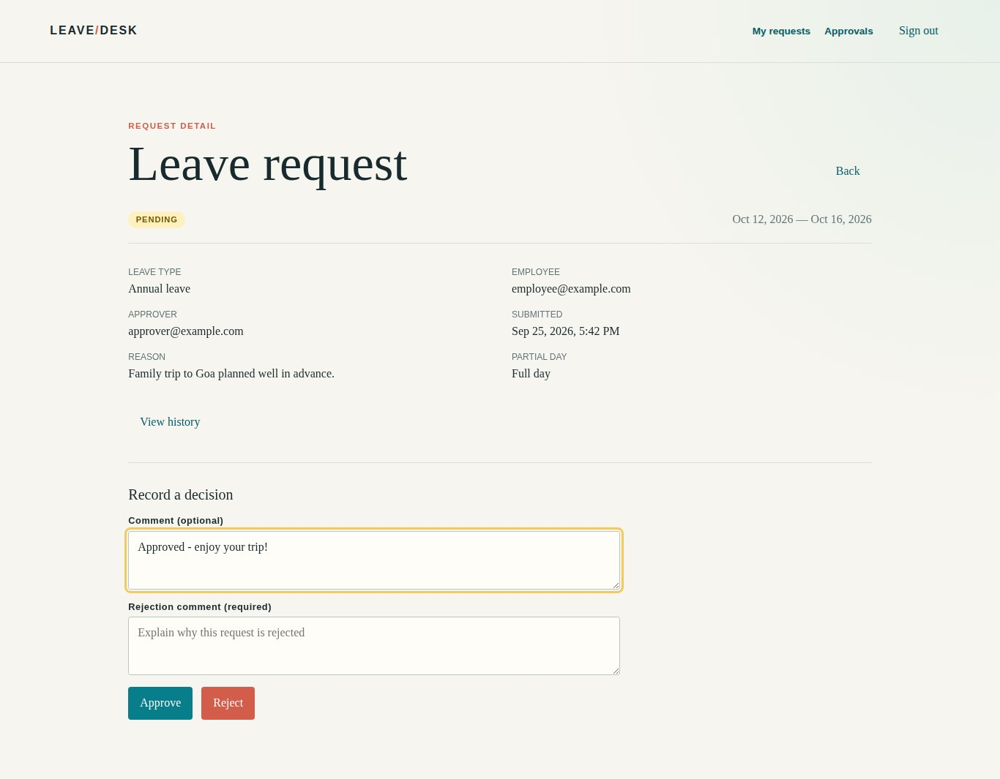 LEAVE/DESK
My requests Approvals Sign out
REQUEST DETAIL
Leave request
Back
PENDING
Oct 12, 2026 — Oct 16, 2026
LEAVE TYPE
Annual leave
EMPLOYEE
employee@example.com
APPROVER
approver@example.com
SUBMITTED
Sep 25, 2026, 5:42 PM
REASON
Family trip to Goa planned well in advance.
PARTIAL DAY
Full day
View history
Record a decision
Comment (optional)
Approved - enjoy your trip!
Rejection comment (required)
Explain why this request is rejected
Approve Reject